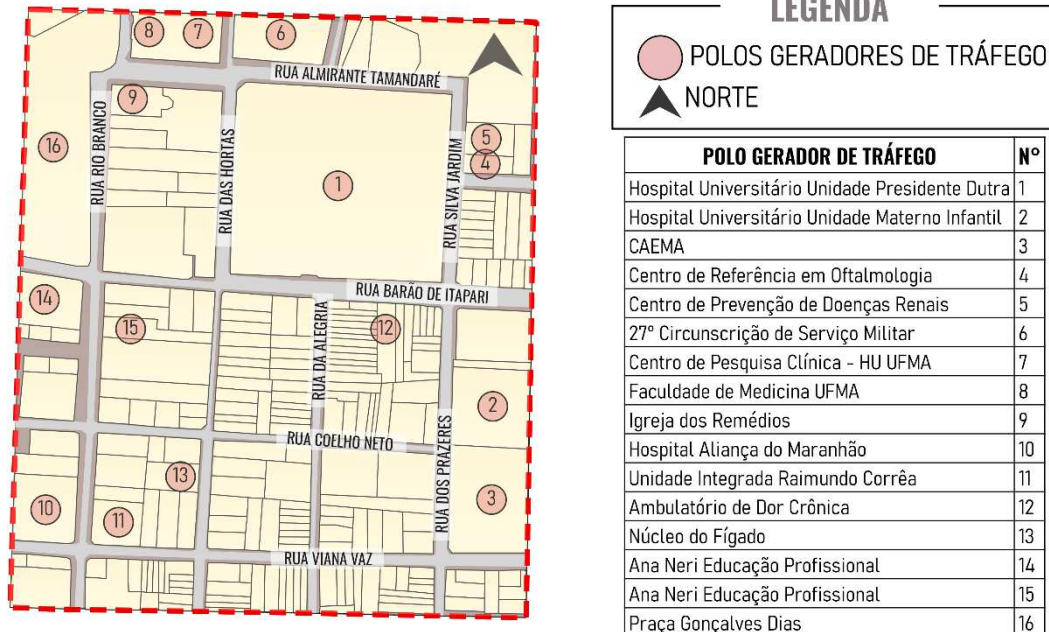 8
7
6
RUA ALMIRANTE TAMANDARÉ
9
16
RUA RIO BRANCO
RUA DAS HORTAS
1
RUA SILVA JARDIM
5
4
RUA BARÃO DE ITAPARI
14
15
RUA DA ALEGRIA
12
2
RUA COELHO NETO
RUA DOS PRAZERES
13
3
10
11
RUA VIANA VAZ
LEGENDA
POLOS GERADORES DE TRÁFEGO
NORTE
POLO GERADOR DE TRÁFEGO Nº
Hospital Universitário Unidade Presidente Dutra 1
Hospital Universitário Unidade Materno Infantil 2
CAEMA 3
Centro de Referência em Oftalmologia 4
Centro de Prevenção de Doenças Renais 5
27º Circunscrição de Serviço Militar 6
Centro de Pesquisa Clínica - HU UFMA 7
Faculdade de Medicina UFMA 8
Igreja dos Remédios 9
Hospital Aliança do Maranhão 10
Unidade Integrada Raimundo Corrêa 11
Ambulatório de Dor Crônica 12
Núcleo do Fígado 13
Ana Neri Educação Profissional 14
Ana Neri Educação Profissional 15
Praça Gonçalves Dias 16